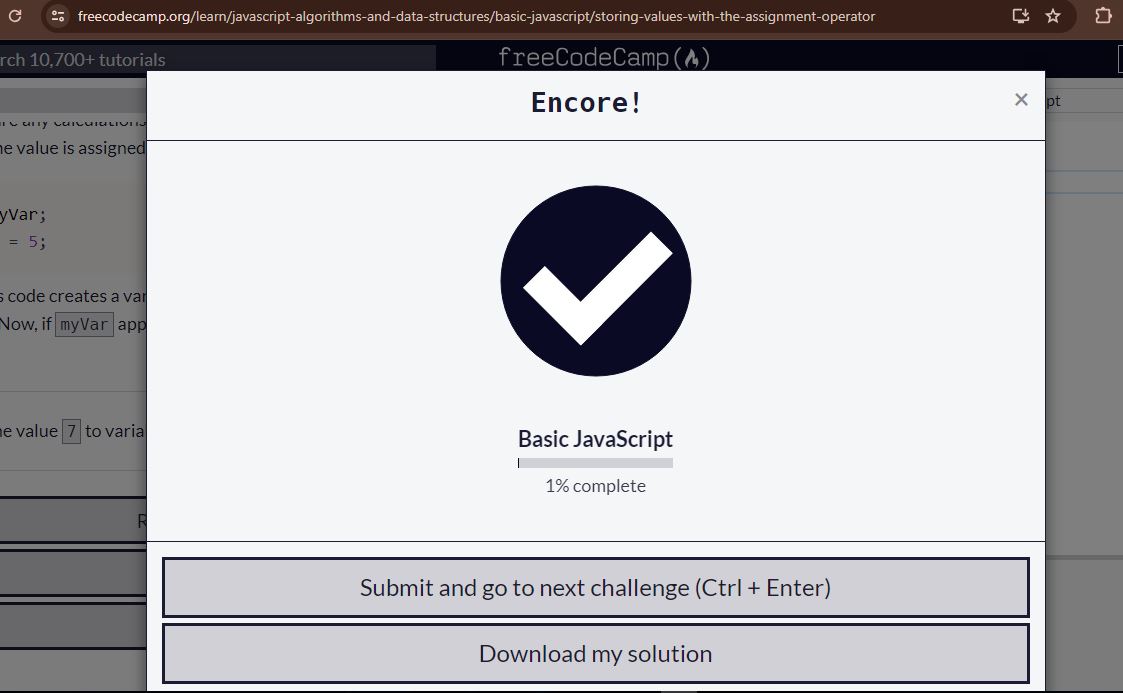 freecodecamp.org/learn/javascript-algorithms-and-data-structures/basic-javascript/storing-values-with-the-assignment-operator
rch 10,700+ tutorials
freeCodeCamp(🔥)
Encore!
×
pt
re any calculations
ne value is assigned
yVar;
= 5;
s code creates a var
Now, if myVar app
ne value 7 to varia
R
Basic JavaScript
1% complete
Submit and go to next challenge (Ctrl + Enter)
Download my solution